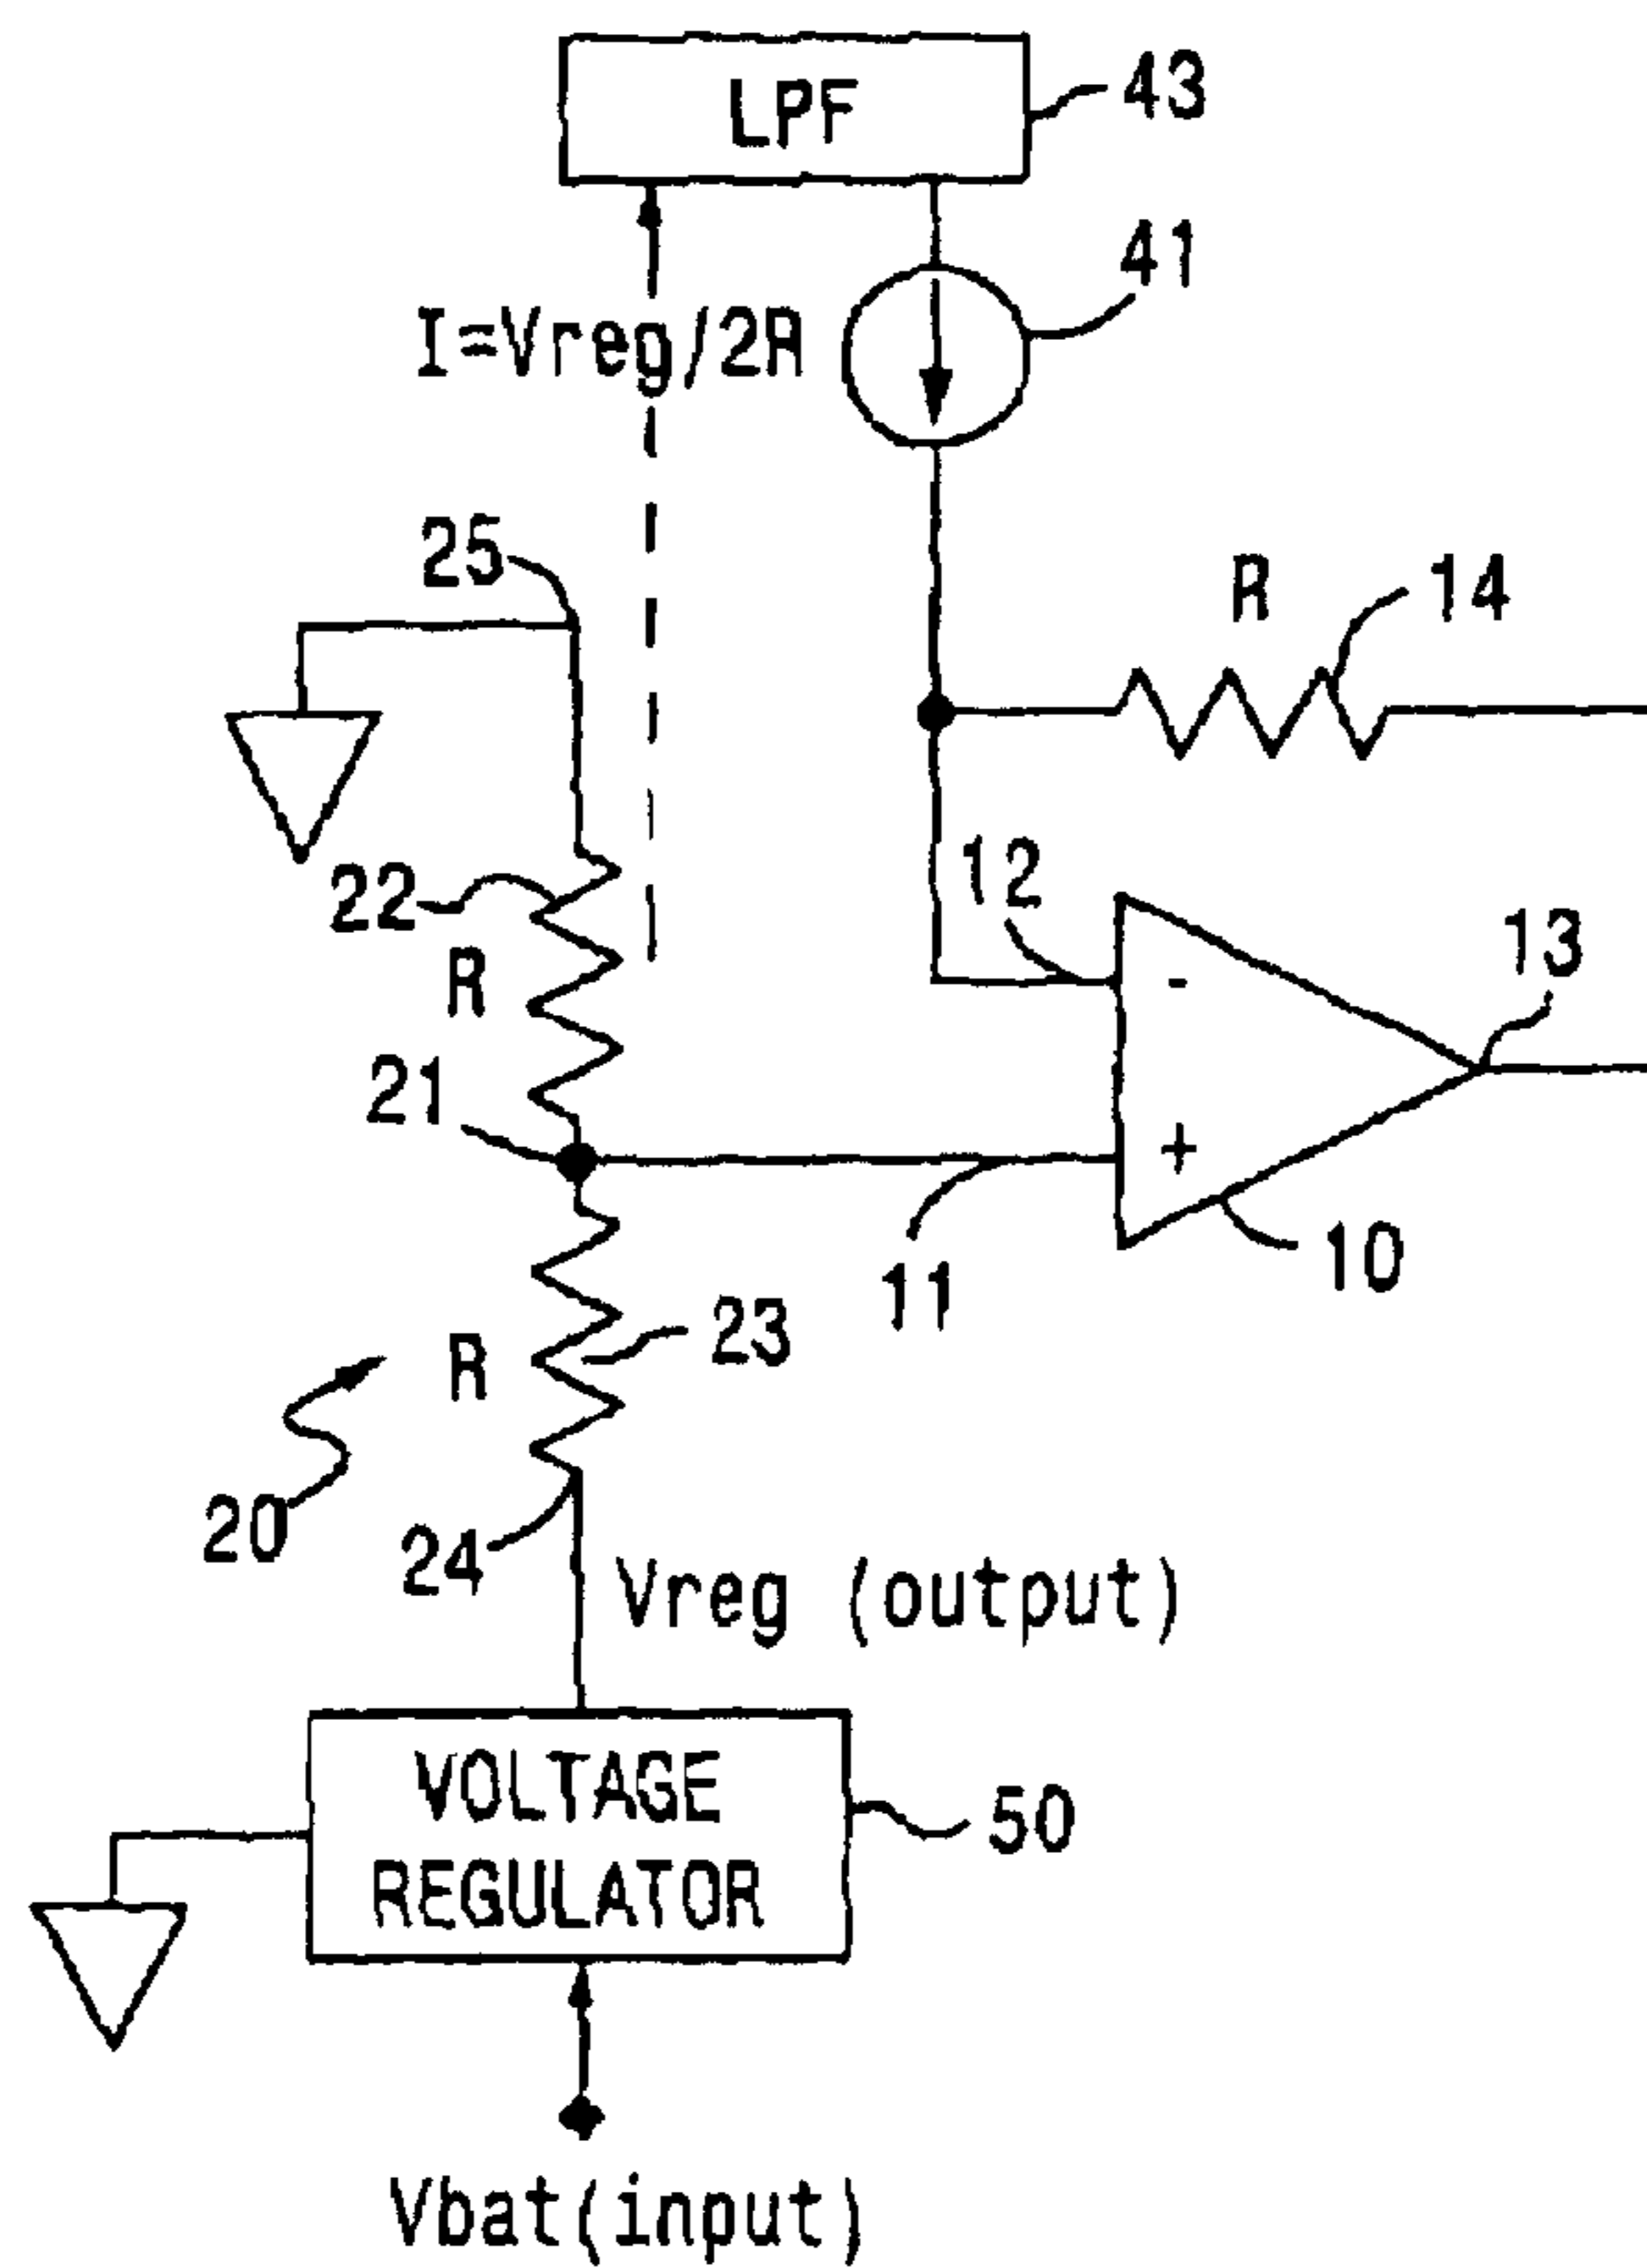 LPF
43
41
I=Vreg/2R
25
R
14
22
12
13
R
21
-
+
11
10
R
23
20
24
Vreg (output)
VOLTAGE
REGULATOR
50
Vbat(input)